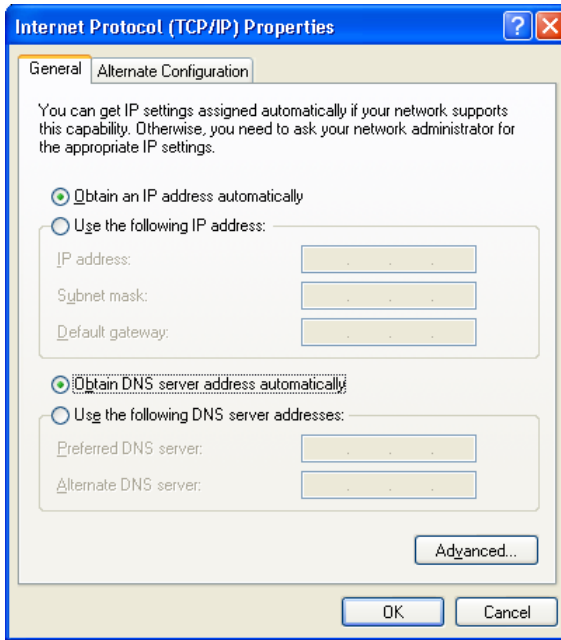 Internet Protocol (TCP/IP) Properties
General Alternate Configuration
You can get IP settings assigned automatically if your network supports
this capability. Otherwise, you need to ask your network administrator for
the appropriate IP settings.
Obtain an IP address automatically
Use the following IP address:
IP address:
Subnet mask:
Default gateway:
Obtain DNS server address automatically
Use the following DNS server addresses:
Preferred DNS server:
Alternate DNS server:
Advanced...
OK Cancel